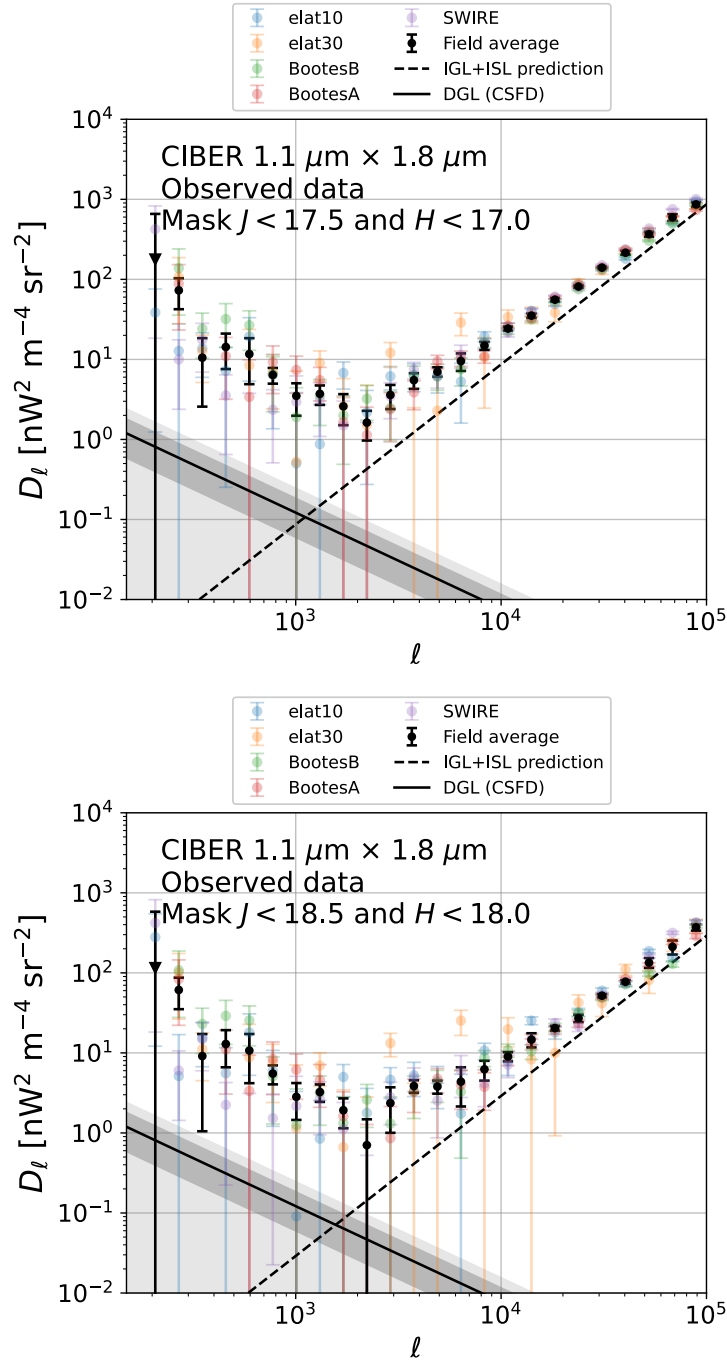 elat10
elat30
BootesB
BootesA
SWIRE
Field average
IGL+ISL prediction
DGL (CSFD)
CIBER 1.1 μm × 1.8 μm
Observed data
Mask J < 17.5 and H < 17.0
D_ℓ [nW² m⁻⁴ sr⁻²]
10⁴
10³
10²
10¹
10⁰
10⁻¹
10⁻²
10³ 10⁴ 10⁵
ℓ
elat10
elat30
BootesB
BootesA
SWIRE
Field average
IGL+ISL prediction
DGL (CSFD)
CIBER 1.1 μm × 1.8 μm
Observed data
Mask J < 18.5 and H < 18.0
D_ℓ [nW² m⁻⁴ sr⁻²]
10⁴
10³
10²
10¹
10⁰
10⁻¹
10⁻²
10³ 10⁴ 10⁵
ℓ